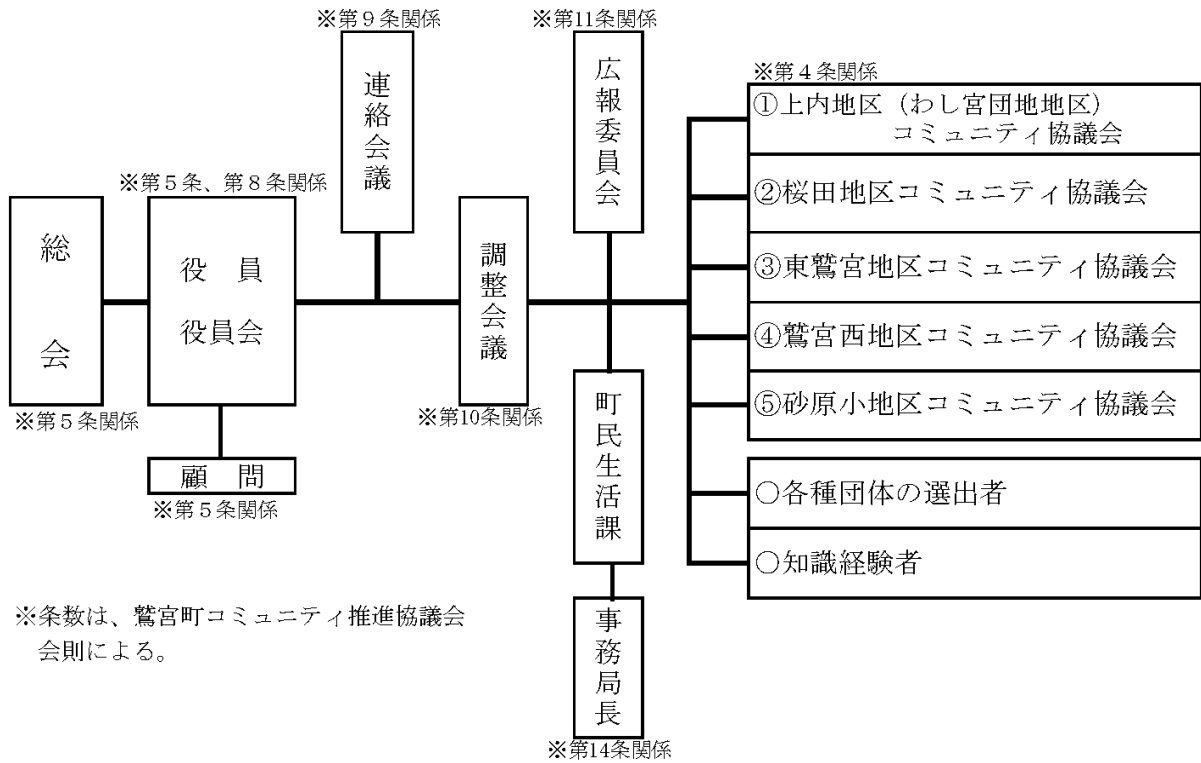 ※第９条関係
連絡会議
※第11条関係
広報委員会
※第４条関係
①上内地区（わし宮団地地区）
コミュニティ協議会
②桜田地区コミュニティ協議会
③東鷲宮地区コミュニティ協議会
④鷲宮西地区コミュニティ協議会
⑤砂原小地区コミュニティ協議会
○各種団体の選出者
○知識経験者
※第５条、第８条関係
役　員
役員会
総会
※第５条関係
顧　問
※第５条関係
調整会議
※第10条関係
町民生活課
事務局長
※第14条関係
※条数は、鷲宮町コミュニティ推進協議会
会則による。